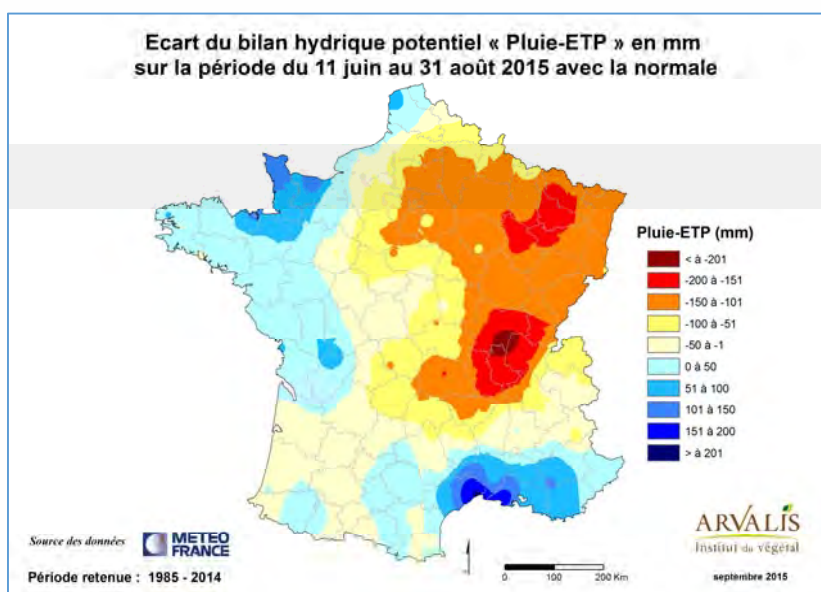 Ecart du bilan hydrique potentiel « Pluie-ETP » en mm
sur la période du 11 juin au 31 août 2015 avec la normale
Pluie-ETP (mm)
< à -201
-200 à -151
-150 à -101
-100 à -51
-50 à -1
0 à 50
51 à 100
101 à 150
151 à 200
> à 201
Source des données
METEO
FRANCE
Période retenue : 1985 - 2014
0 100 200 Km
ARVALIS
Institut du végétal
septembre 2015